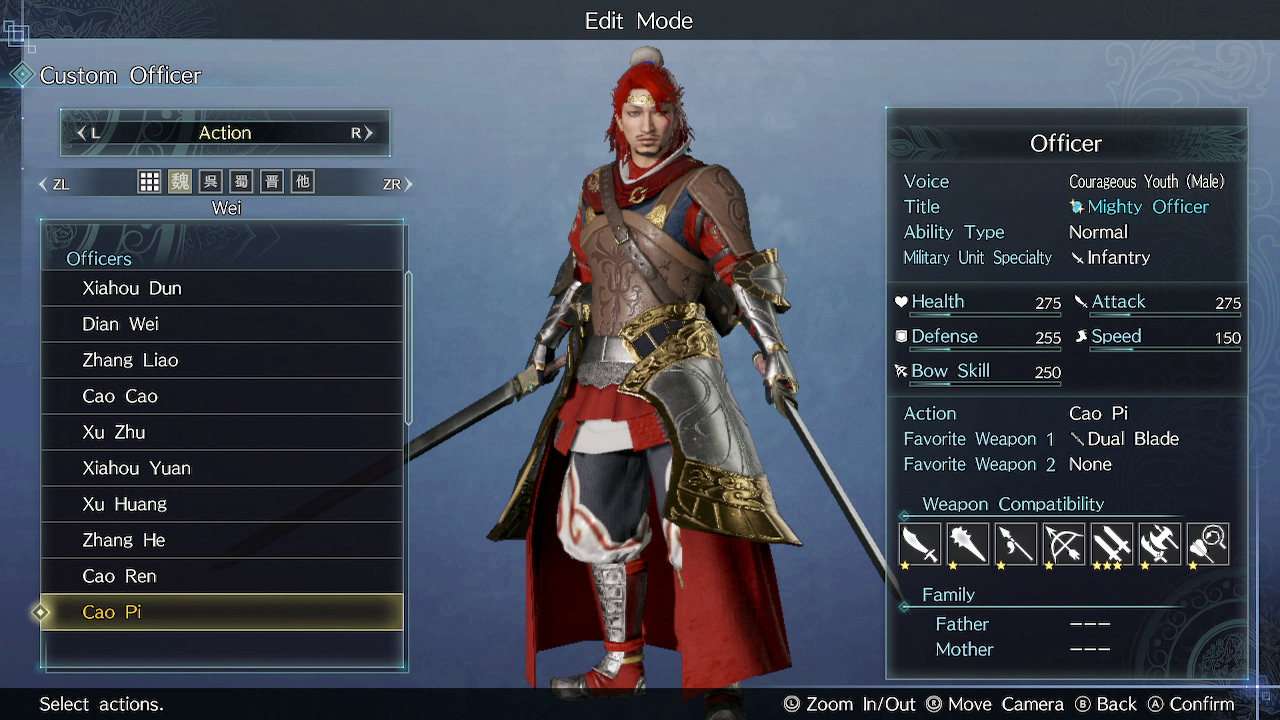 Edit Mode
Custom Officer
L Action R
ZL 魏 呉 蜀 晋 他 ZR
Wei
Officers
Xiahou Dun
Dian Wei
Zhang Liao
Cao Cao
Xu Zhu
Xiahou Yuan
Xu Huang
Zhang He
Cao Ren
Cao Pi
Officer
Voice Courageous Youth (Male)
Title Mighty Officer
Ability Type Normal
Military Unit Specialty Infantry
Health 275 Attack 275
Defense 255 Speed 150
Bow Skill 250
Action Cao Pi
Favorite Weapon 1 Dual Blade
Favorite Weapon 2 None
Weapon Compatibility
Family
Father ---
Mother ---
Select actions.
L Zoom In/Out R Move Camera B Back A Confirm